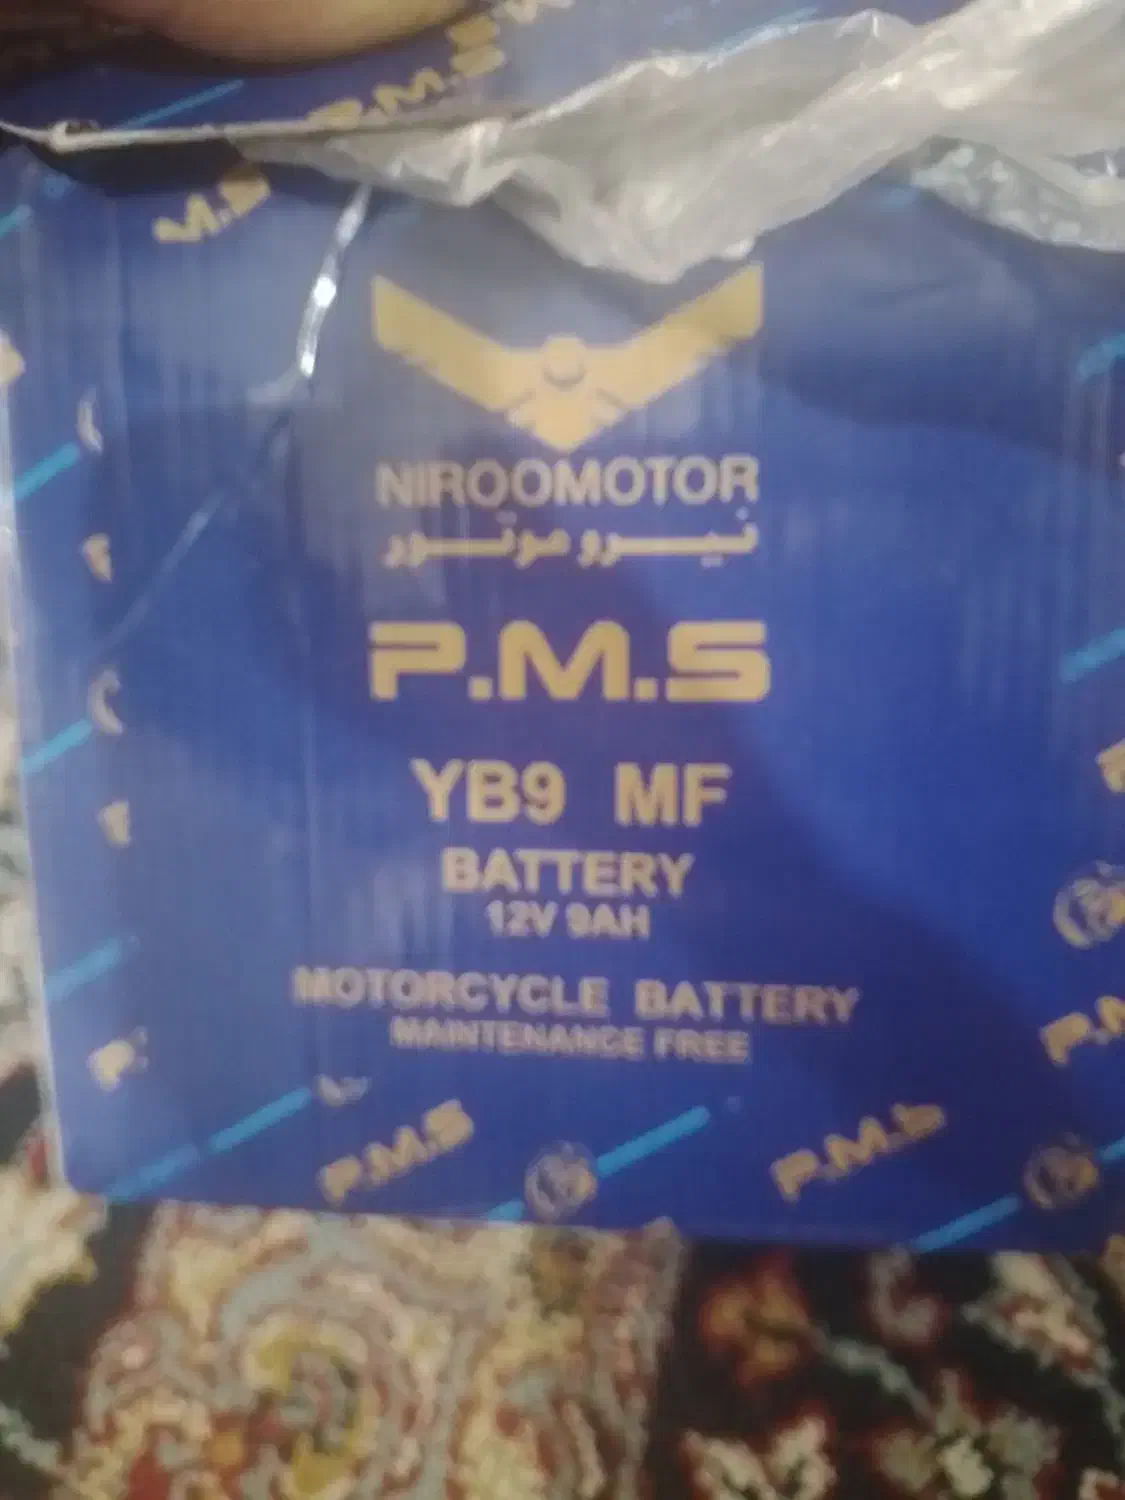 P.M.S
M.S
NIROOMOTOR
نیرو موتور
P.M.S
YB9 MF
BATTERY
12V 9AH
MOTORCYCLE BATTERY
MAINTENANCE FREE
P.M.S
P.M.S